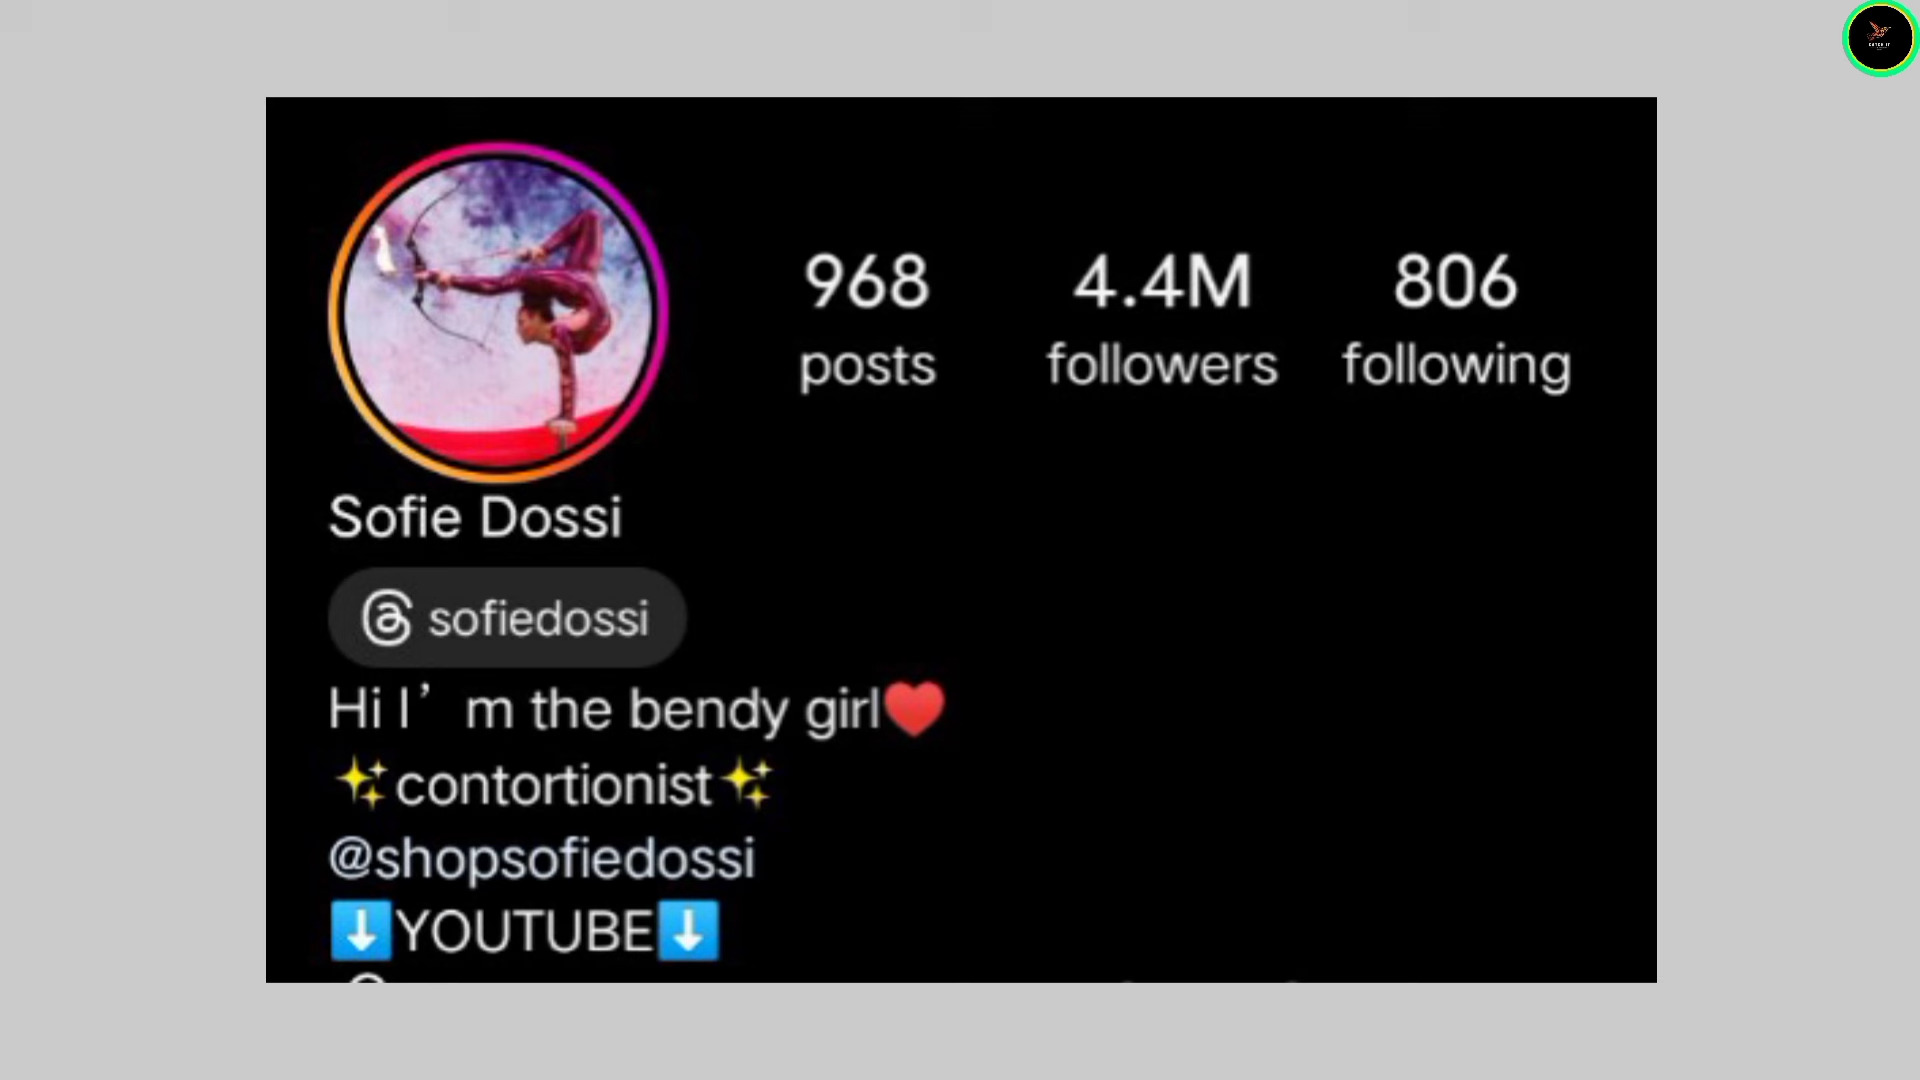 968 4.4M 806
posts followers following
Sofie Dossi
sofiedossi
Hi I’m the bendy girl❤️
✨contortionist✨
@shopsofiedossi
⬇️YOUTUBE⬇️